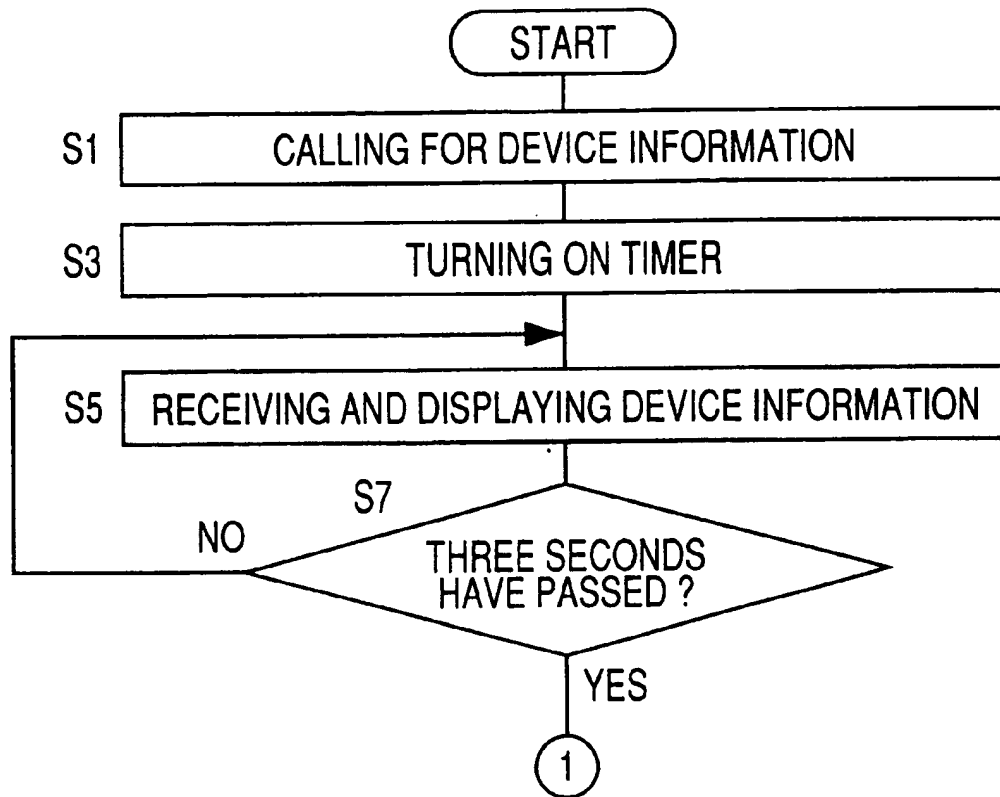 START
S1
CALLING FOR DEVICE INFORMATION
S3
TURNING ON TIMER
S5
RECEIVING AND DISPLAYING DEVICE INFORMATION
S7
NO
THREE SECONDS
HAVE PASSED ?
YES
1